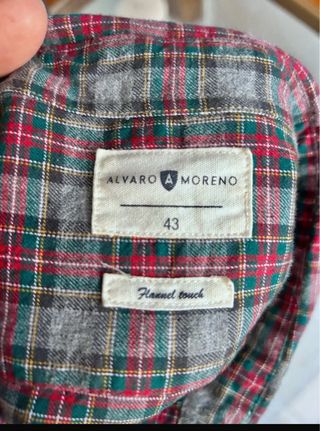 ALVARO A MORENO
43
Flannel touch